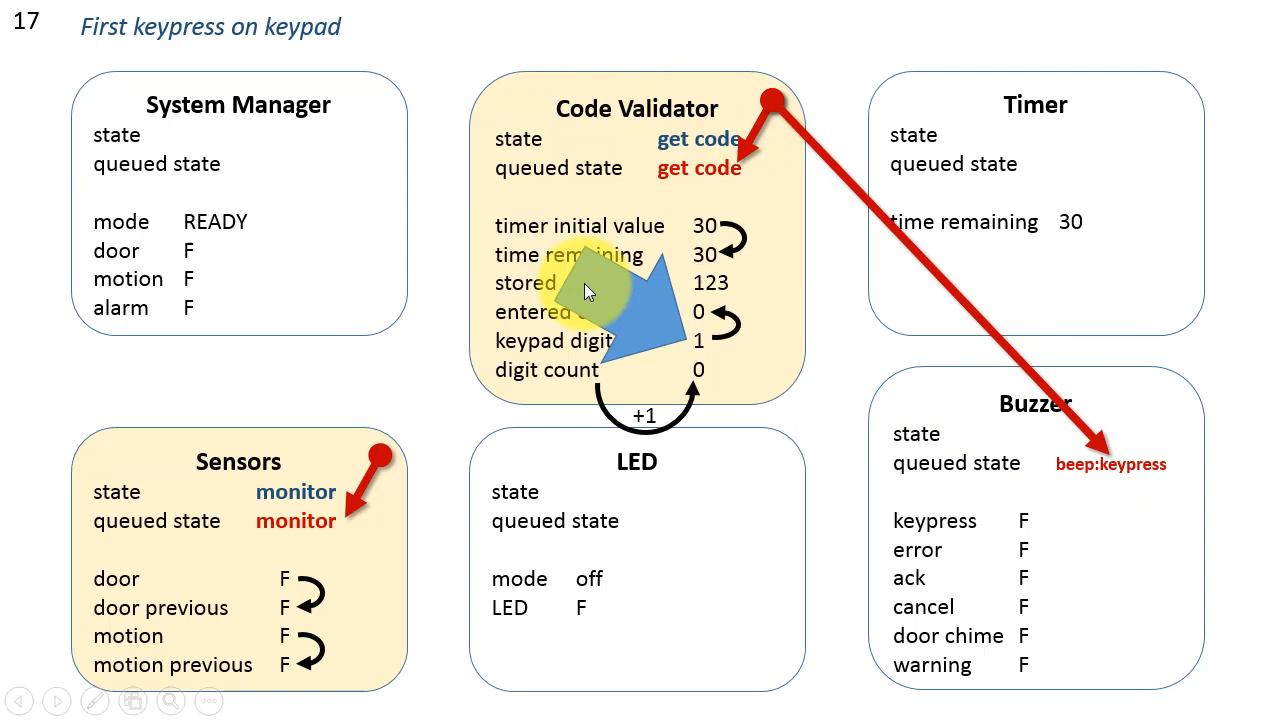 17
First keypress on keypad
System Manager
state
queued state
mode READY
door F
motion F
alarm F
Code Validator
state get code
queued state get code
timer initial value 30
time remaining 30
stored 123
entered 0
keypad digit 1
digit count 0
+1
Timer
state
queued state
time remaining 30
Sensors
state monitor
queued state monitor
door F
door previous F
motion F
motion previous F
LED
state
queued state
mode off
LED F
Buzzer
state
queued state beep:keypress
keypress F
error F
ack F
cancel F
door chime F
warning F